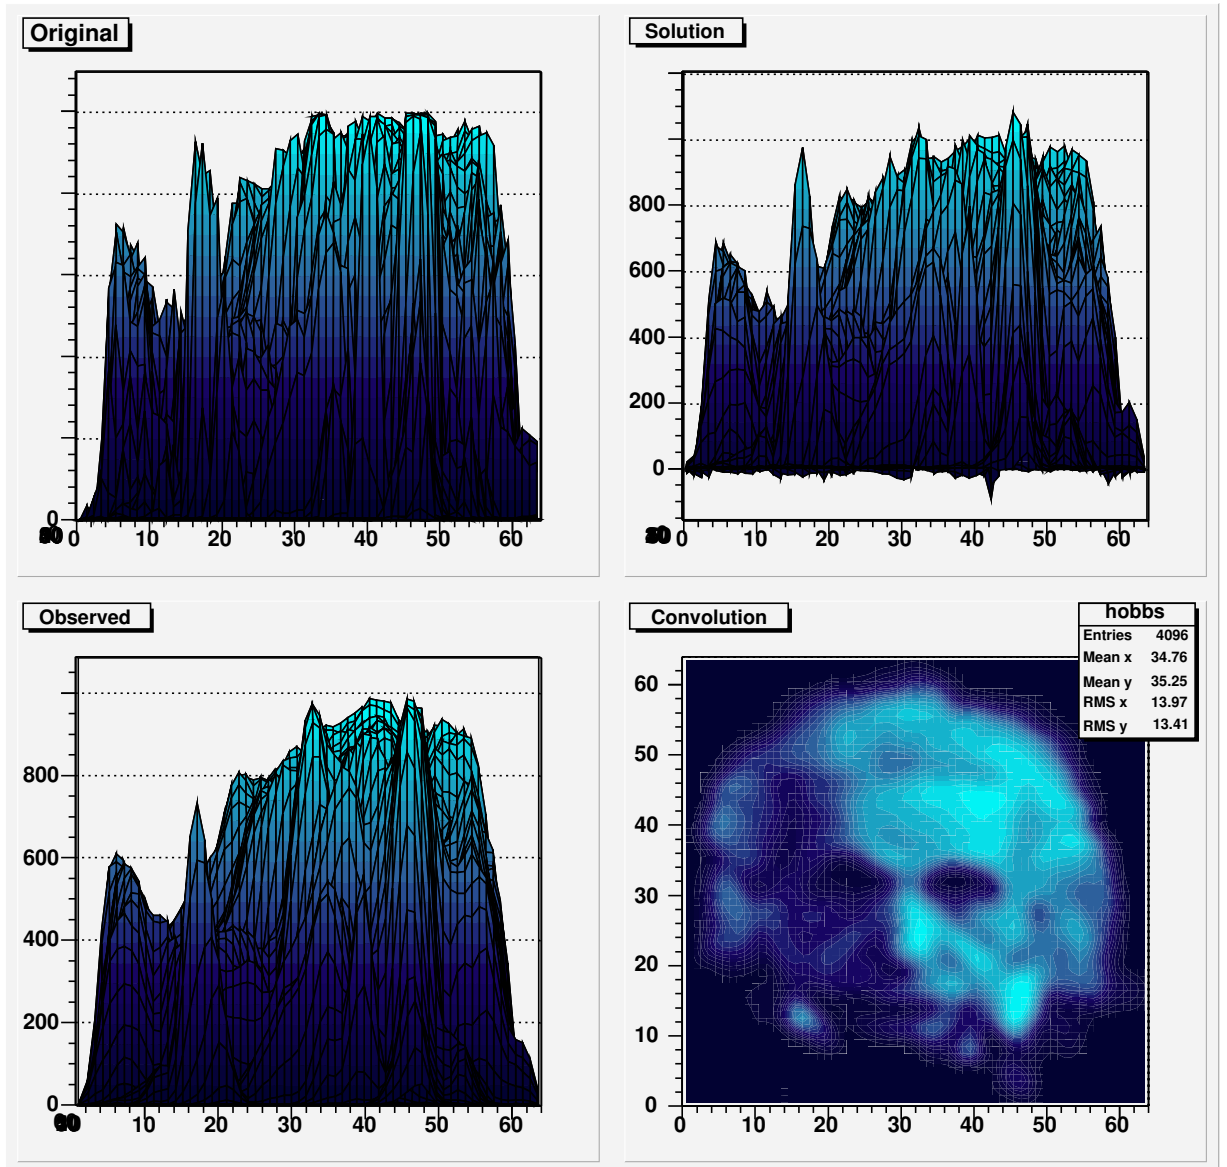 Original
0
0 10 20 30 40 50 60
Solution
800
600
400
200
0
0 10 20 30 40 50 60
Observed
800
600
400
200
0
10 20 30 40 50 60
Convolution
hobbs
Entries 4096
Mean x 34.76
Mean y 35.25
RMS x 13.97
RMS y 13.41
60
50
40
30
20
10
0
0 10 20 30 40 50 60